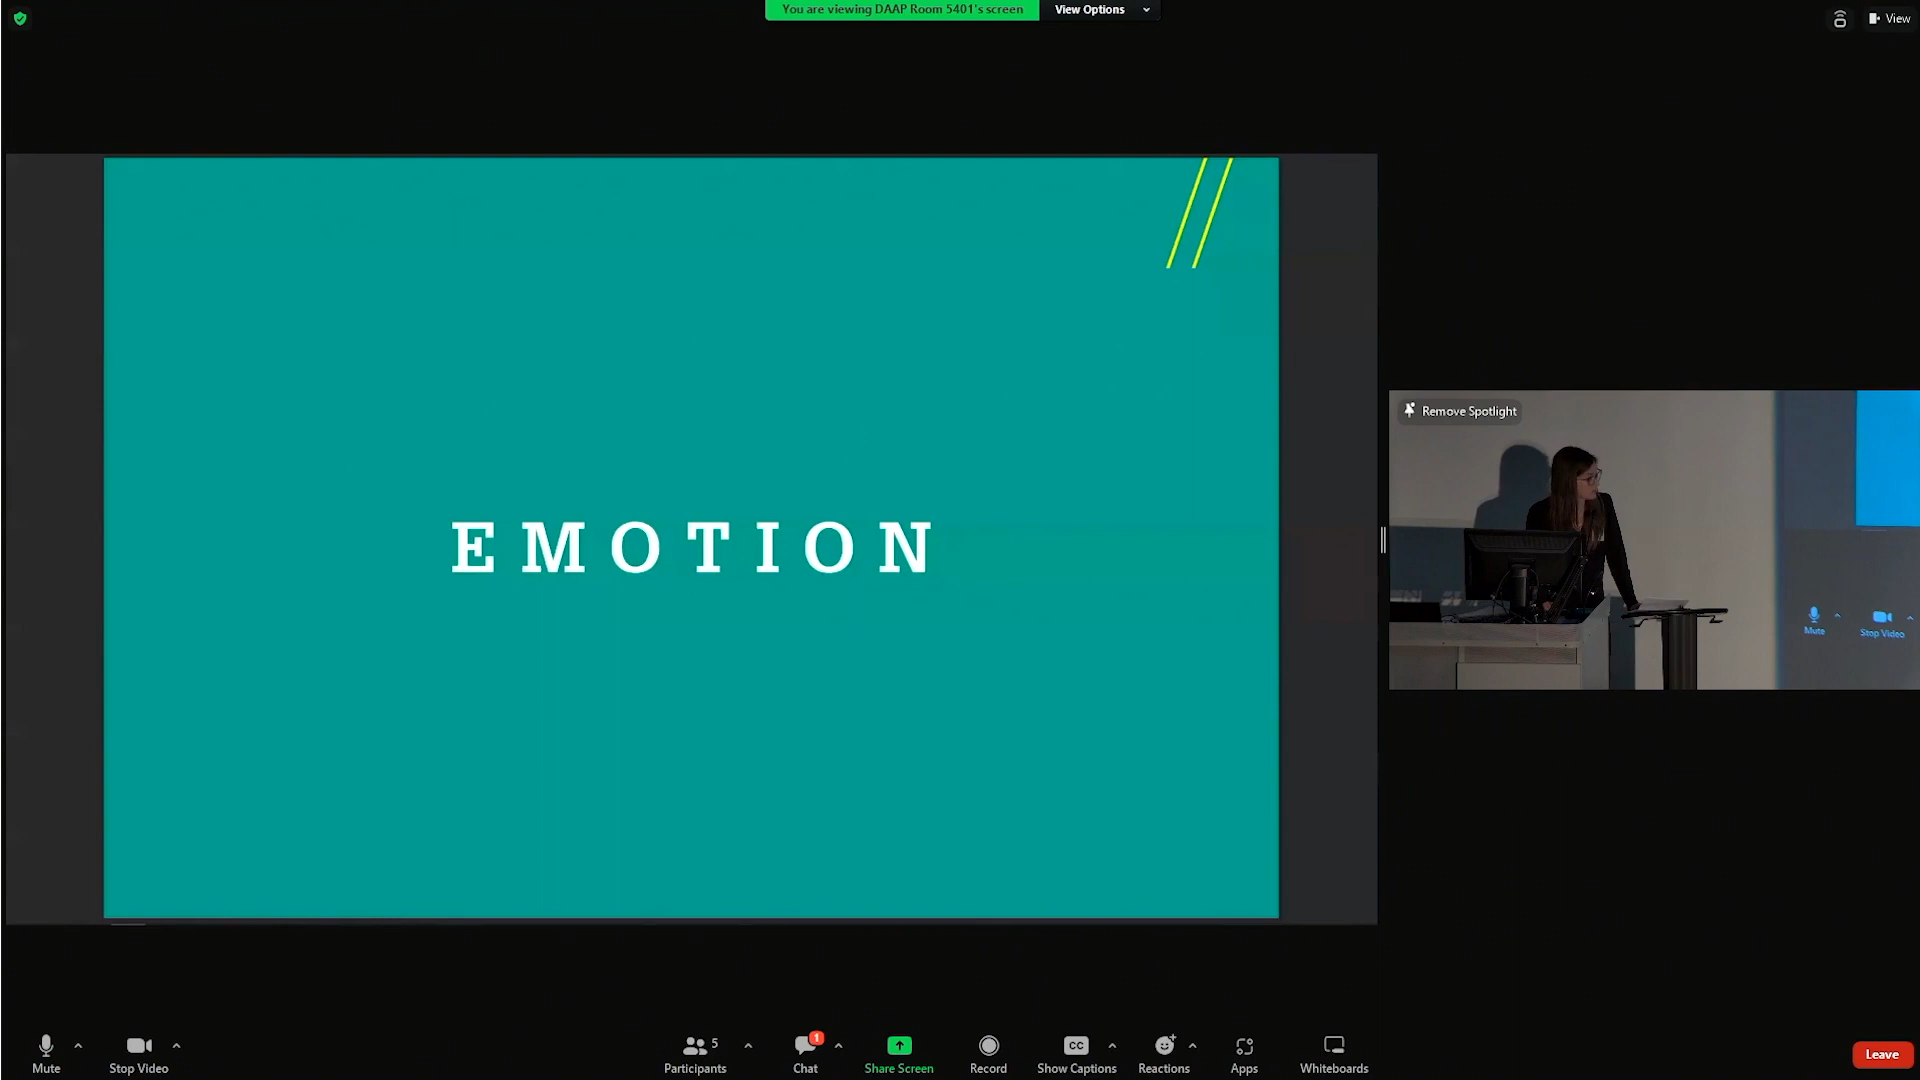 You are viewing DAAP Room 5401's screen
View Options
View
EMOTION
Remove Spotlight
Mute
Stop Video
Mute
Stop Video
Participants
5
Chat
1
Share Screen
CC
Show Captions
Record
Reactions
Apps
Whiteboards
Leave